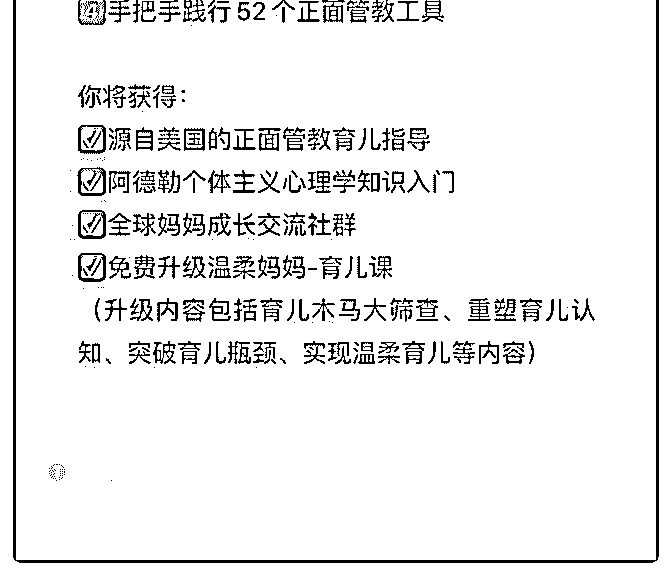 4️⃣手把手践行 52 个正面管教工具
你将获得：
☑源自美国的正面管教育儿指导
☑阿德勒个体主义心理学知识入门
☑全球妈妈成长交流社群
☑免费升级温柔妈妈-育儿课
（升级内容包括育儿木马大筛查、重塑育儿认
知、突破育儿瓶颈、实现温柔育儿等内容）